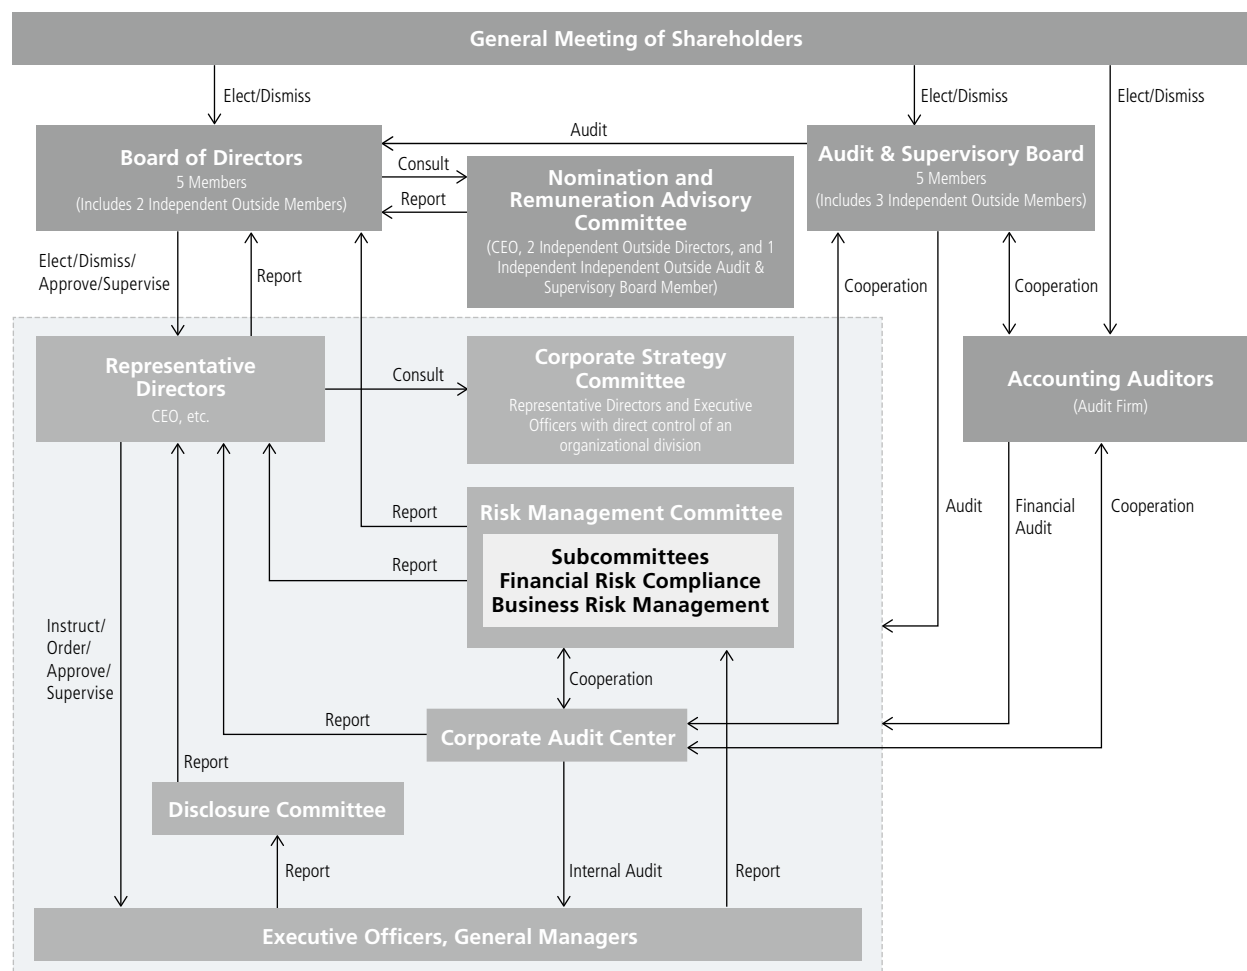 General Meeting of Shareholders
Elect/Dismiss
Elect/Dismiss
Elect/Dismiss
Audit
Board of Directors
5 Members
(Includes 2 Independent Outside Members)
Consult
Report
Nomination and
Remuneration Advisory
Committee
(CEO, 2 Independent Outside Directors, and 1
Independent Independent Outside Audit &
Supervisory Board Member)
Audit & Supervisory Board
5 Members
(Includes 3 Independent Outside Members)
Elect/Dismiss/
Approve/Supervise
Report
Cooperation
Cooperation
Representative
Directors
CEO, etc.
Consult
Corporate Strategy
Committee
Representative Directors and Executive
Officers with direct control of an
organizational division
Accounting Auditors
(Audit Firm)
Report
Report
Risk Management Committee
Subcommittees
Financial Risk Compliance
Business Risk Management
Audit
Financial
Audit
Cooperation
Instruct/
Order/
Approve/
Supervise
Cooperation
Report
Corporate Audit Center
Report
Disclosure Committee
Report
Internal Audit
Report
Executive Officers, General Managers